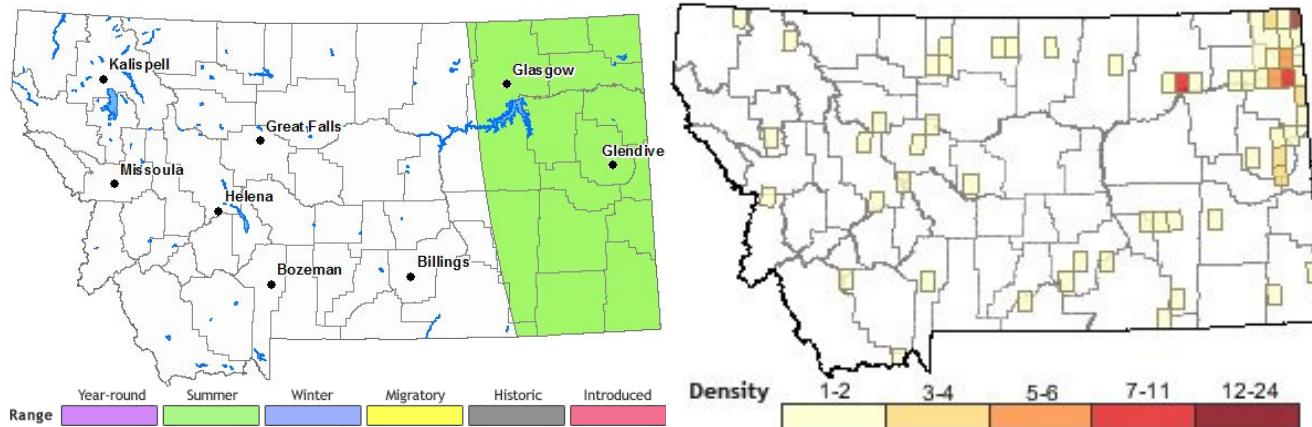 Kalispell
Glasgow
Great Falls
Glendive
Missoula
Helena
Bozeman
Billings
Range
Year-round
Summer
Winter
Migratory
Historic
Introduced
Density
1-2
3-4
5-6
7-11
12-24